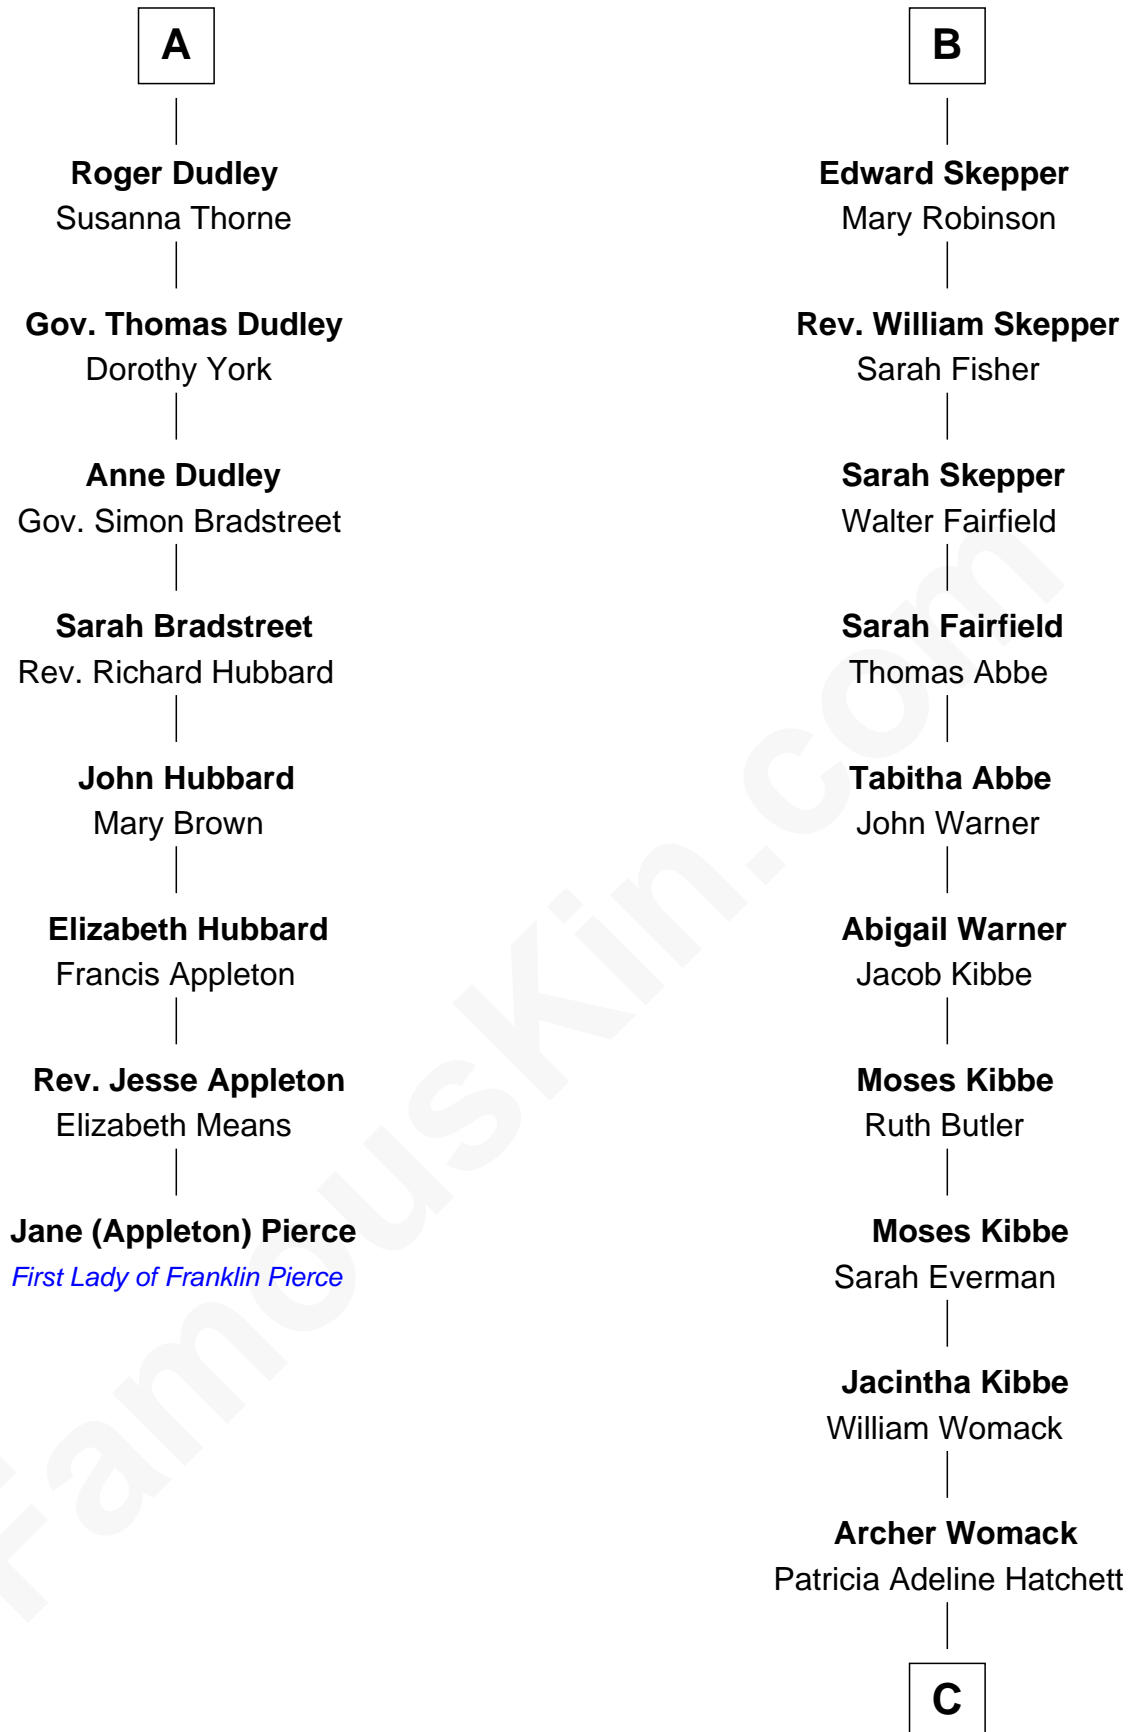 A
Roger Dudley
Susanna Thorne
Gov. Thomas Dudley
Dorothy York
Anne Dudley
Gov. Simon Bradstreet
Sarah Bradstreet
Rev. Richard Hubbard
John Hubbard
Mary Brown
Elizabeth Hubbard
Francis Appleton
Rev. Jesse Appleton
Elizabeth Means
Jane (Appleton) Pierce
First Lady of Franklin Pierce
B
Edward Skepper
Mary Robinson
Rev. William Skepper
Sarah Fisher
Sarah Skepper
Walter Fairfield
Sarah Fairfield
Thomas Abbe
Tabitha Abbe
John Warner
Abigail Warner
Jacob Kibbe
Moses Kibbe
Ruth Butler
Moses Kibbe
Sarah Everman
Jacintha Kibbe
William Womack
Archer Womack
Patricia Adeline Hatchett
C
FamousKin.com